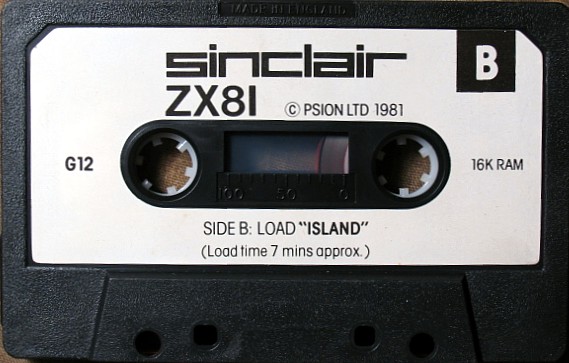 MADE IN ENGLAND
sinclair
B
ZX81
© PSION LTD 1981
G12
16K RAM
100 50 0
SIDE B: LOAD "ISLAND"
(Load time 7 mins approx.)